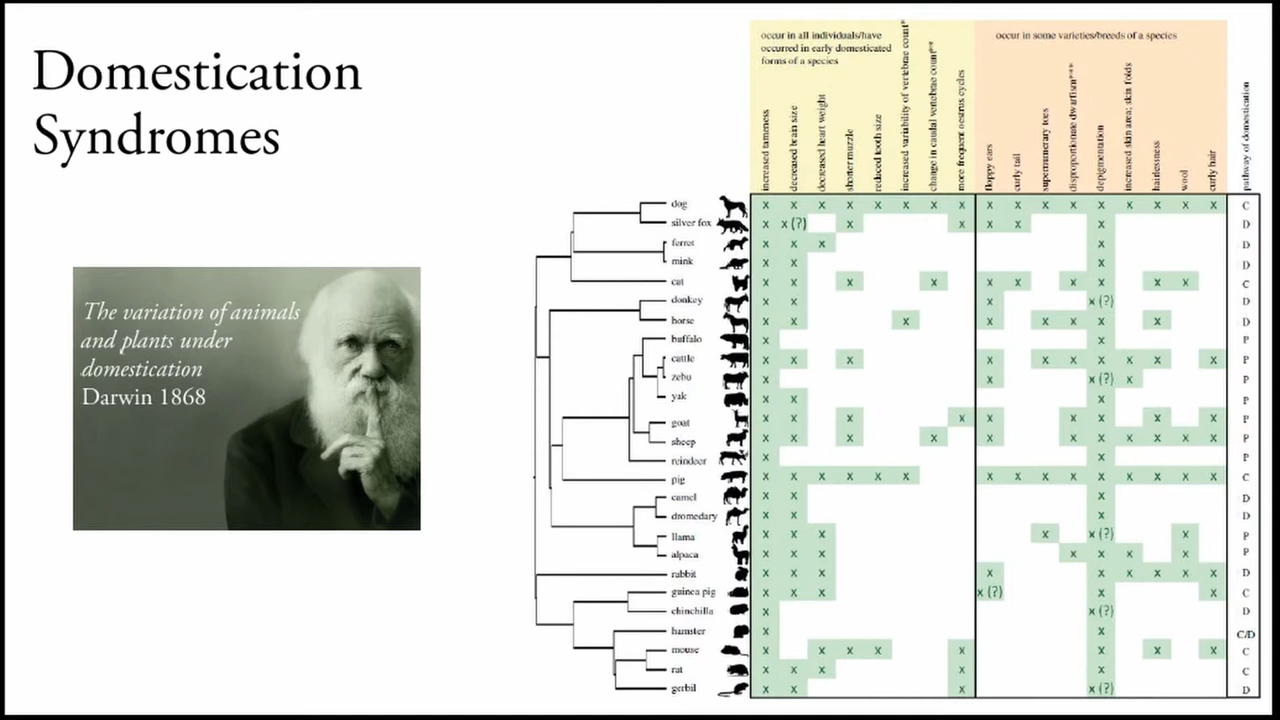 Domestication
Syndromes
The variation of animals
and plants under
domestication
Darwin 1868
occur in all individuals/have
occurred in early domesticated
forms of a species
occur in some varieties/breeds of a species
increased tameness
decreased brain size
decreased heart weight
shorter muzzle
reduced tooth size
increased variability of vertebrae count*
change in caudal vertebrae count**
more frequent oestrus cycles
floppy ears
curly tail
supernumerary toes
disproportionate dwarfism***
depigmentation
increased skin area; skin folds
hairlessness
wool
curly hair
pathway of domestication
dog x x x x x x x x x x x x x x x x x C
silver fox x x (?) x x x x x D
ferret x x x x D
mink x x x D
cat x x x x x x x x x x C
donkey x x x x (?) D
horse x x x x x x x x D
buffalo x x P
cattle x x x x x x x x x x P
zebu x x x (?) x P
yak x x x P
goat x x x x x x x x x P
sheep x x x x x x x x x x x P
reindeer x x P
pig x x x x x x x x x x x x x x x C
camel x x x D
dromedary x x x D
llama x x x x x (?) x P
alpaca x x x x x x x P
rabbit x x x x x x x x x D
guinea pig x x x x (?) x x C
chinchilla x x (?) D
hamster x x C/D
mouse x x x x x x x x x C
rat x x x x x C
gerbil x x x x (?) D